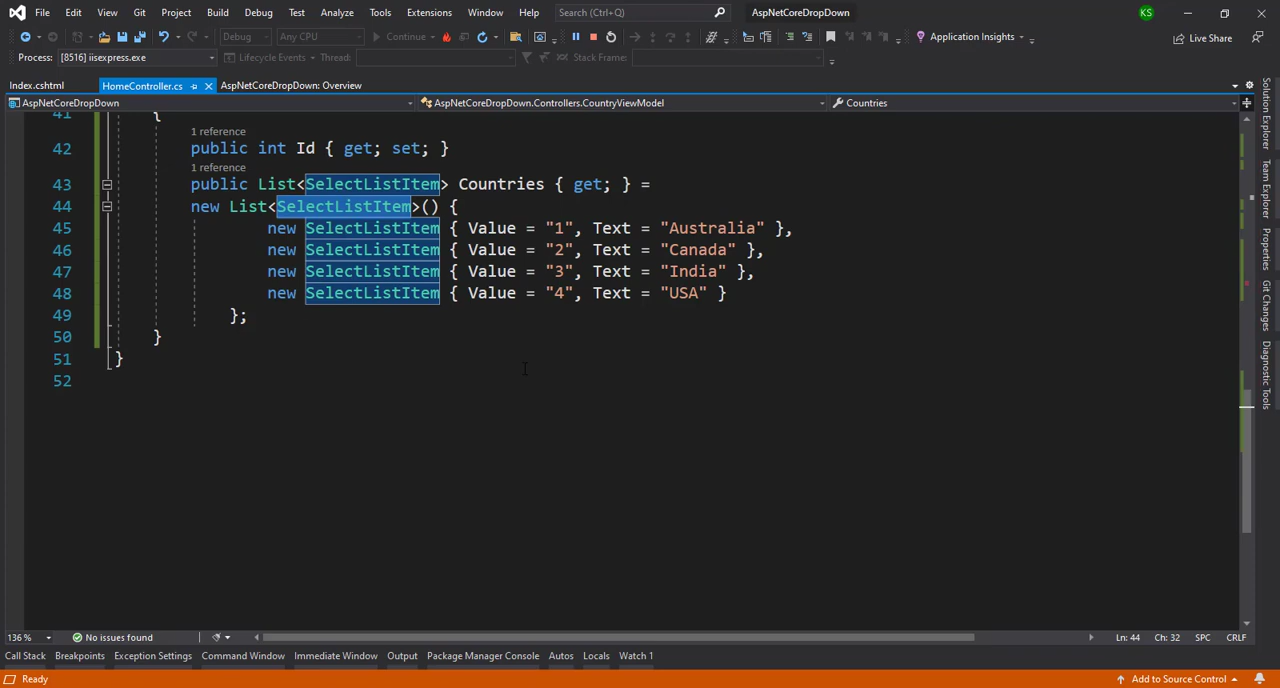 File Edit View Git Project Build Debug Test Analyze Tools Extensions Window Help Search (Ctrl+Q) AspNetCoreDropDown KS
Debug Any CPU Continue Application Insights Live Share
Process: [8516] iisexpress.exe Lifecycle Events Thread: Stack Frame:
Index.cshtml HomeController.cs AspNetCoreDropDown: Overview
AspNetCoreDropDown AspNetCoreDropDown.Controllers.CountryViewModel Countries
41 {
1 reference
42 public int Id { get; set; }
1 reference
43 public List<SelectListItem> Countries { get; } =
44 new List<SelectListItem>() {
45 new SelectListItem { Value = "1", Text = "Australia" },
46 new SelectListItem { Value = "2", Text = "Canada" },
47 new SelectListItem { Value = "3", Text = "India" },
48 new SelectListItem { Value = "4", Text = "USA" }
49 };
50 }
51 }
52
Solution Explorer
Team Explorer
Properties
Git Changes
Diagnostic Tools
136 % No issues found Ln: 44 Ch: 32 SPC CRLF
Call Stack Breakpoints Exception Settings Command Window Immediate Window Output Package Manager Console Autos Locals Watch 1
Ready Add to Source Control